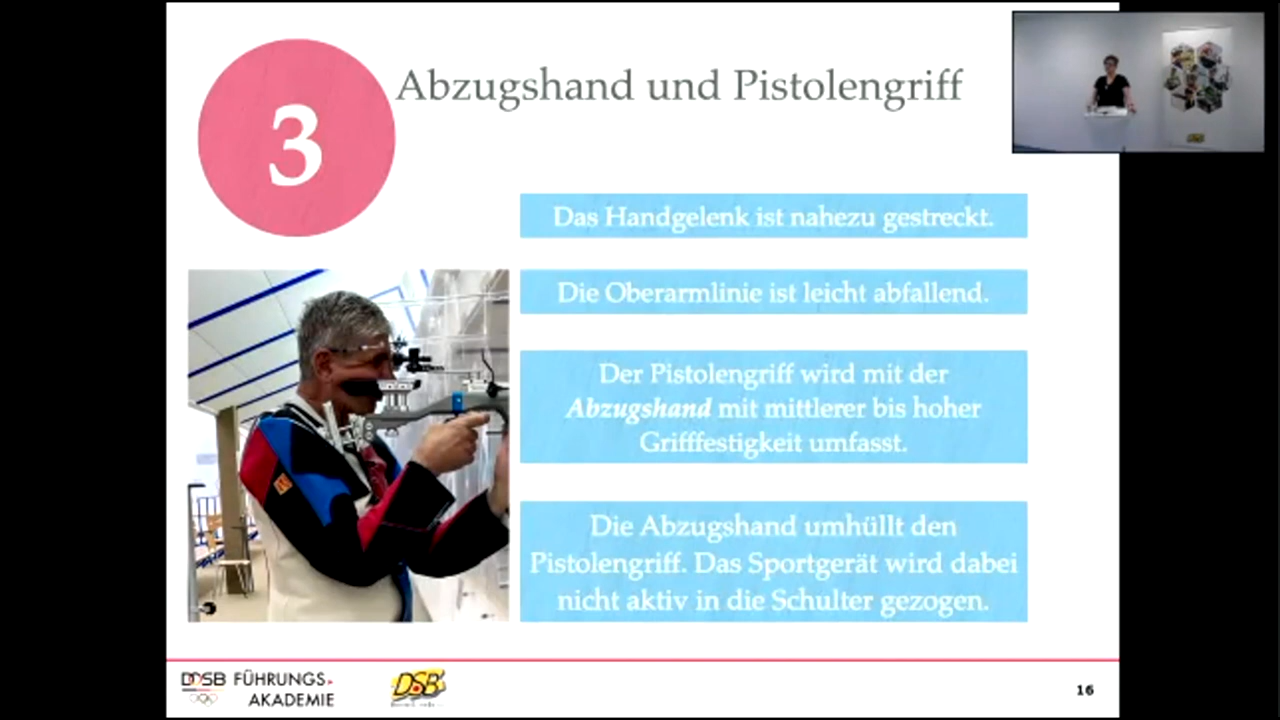 3
Abzugshand und Pistolengriff
Das Handgelenk ist nahezu gestreckt.
Die Oberarmlinie ist leicht abfallend.
Der Pistolengriff wird mit der
Abzugshand mit mittlerer bis hoher
Grifffestigkeit umfasst.
Die Abzugshand umhüllt den
Pistolengriff. Das Sportgerät wird dabei
nicht aktiv in die Schulter gezogen.
DOSB FÜHRUNGS
AKADEMIE
DSB
16
DSB